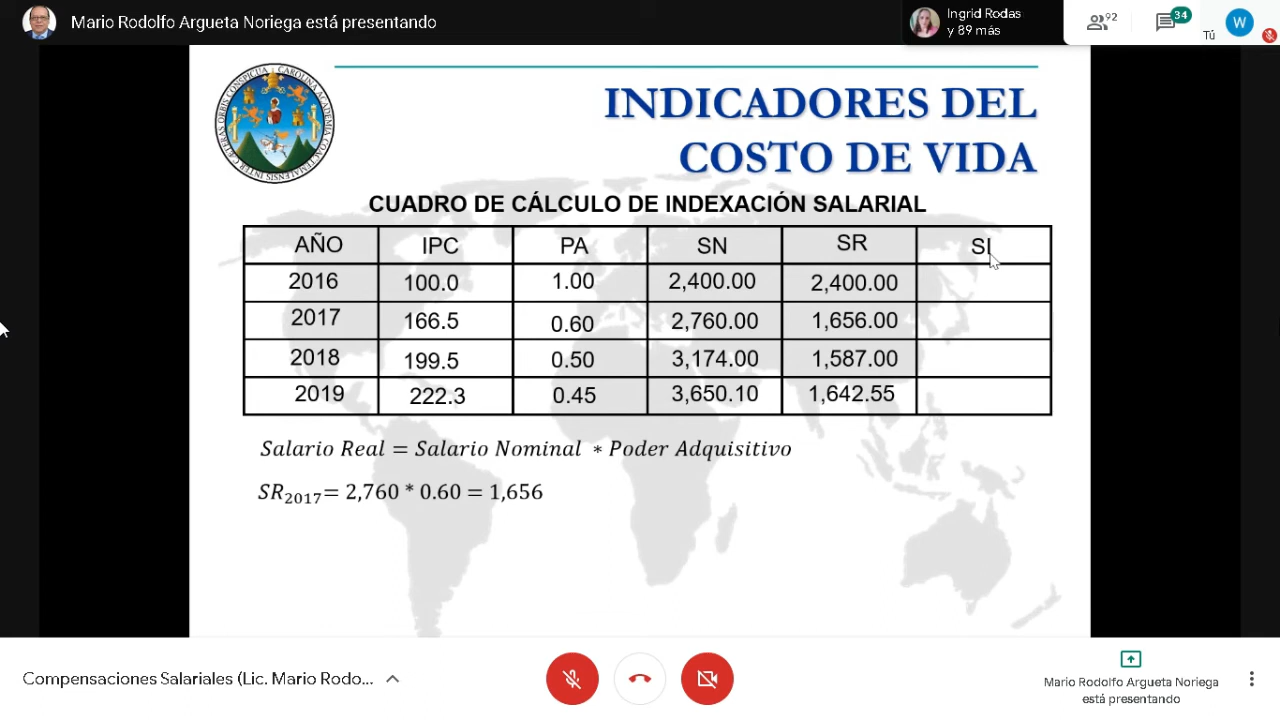 Mario Rodolfo Argueta Noriega está presentando
Ingrid Rodas
y 89 más
92
34
Tú
W
INDICADORES DEL
COSTO DE VIDA
CUADRO DE CÁLCULO DE INDEXACIÓN SALARIAL
AÑO IPC PA SN SR SI
2016 100.0 1.00 2,400.00 2,400.00
2017 166.5 0.60 2,760.00 1,656.00
2018 199.5 0.50 3,174.00 1,587.00
2019 222.3 0.45 3,650.10 1,642.55
Salario Real = Salario Nominal * Poder Adquisitivo
SR2017= 2,760 * 0.60 = 1,656
Compensaciones Salariales (Lic. Mario Rodo...
Mario Rodolfo Argueta Noriega
está presentando